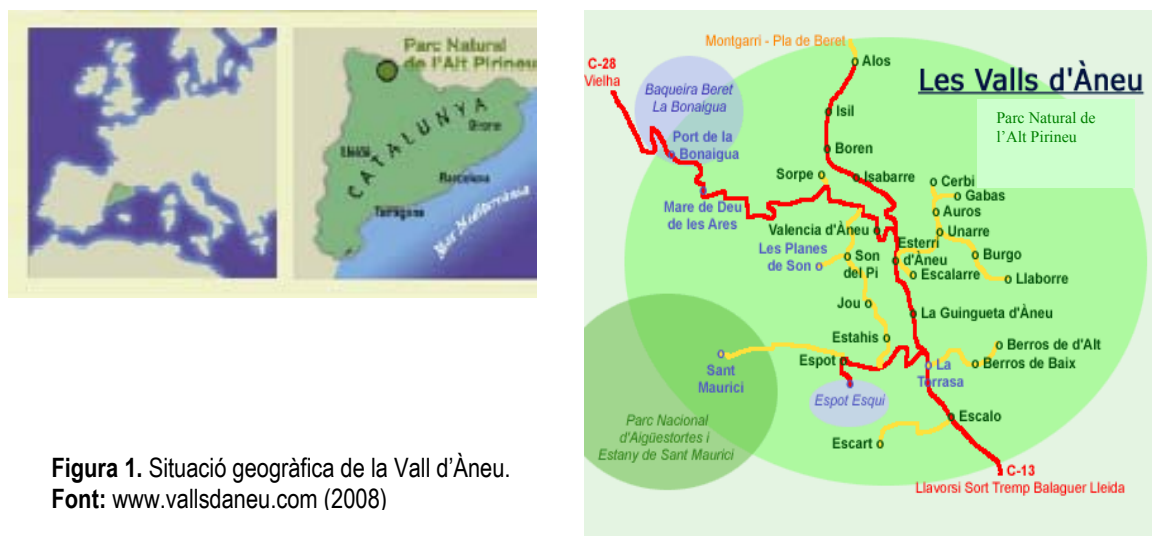 Parc Natural
de l'Alt Pirineu
CATALUNYA
Girona
Lleida
Barcelona
Tarragona
Mar Mediterrània
Figura 1. Situació geogràfica de la Vall d'Àneu.
Font: www.vallsdaneu.com (2008)
Montgarri - Pla de Beret
C-28
Vielha
Alos
Les Valls d'Àneu
Baqueira Beret
La Bonaigua
Parc Natural de
l'Alt Pirineu
Isil
Port de la
Bonaigua
Boren
Sorpe
Isabarre
Cerbi
Gabas
Mare de Deu
de les Ares
Auros
Valencia d'Àneu
Unarre
Les Planes
de Son
Son
del Pi
Esterri
d'Àneu
Burgo
Escalarre
Llaborre
Jou
La Guingueta d'Àneu
Estahis
Berros de d'Alt
Sant
Maurici
Espot
La
Torrasa
Berros de Baix
Espot Esqui
Parc Nacional
d'Aigüestortes i
Estany de Sant Maurici
Escalo
Escart
C-13
Llavorsi Sort Tremp Balaguer Lleida